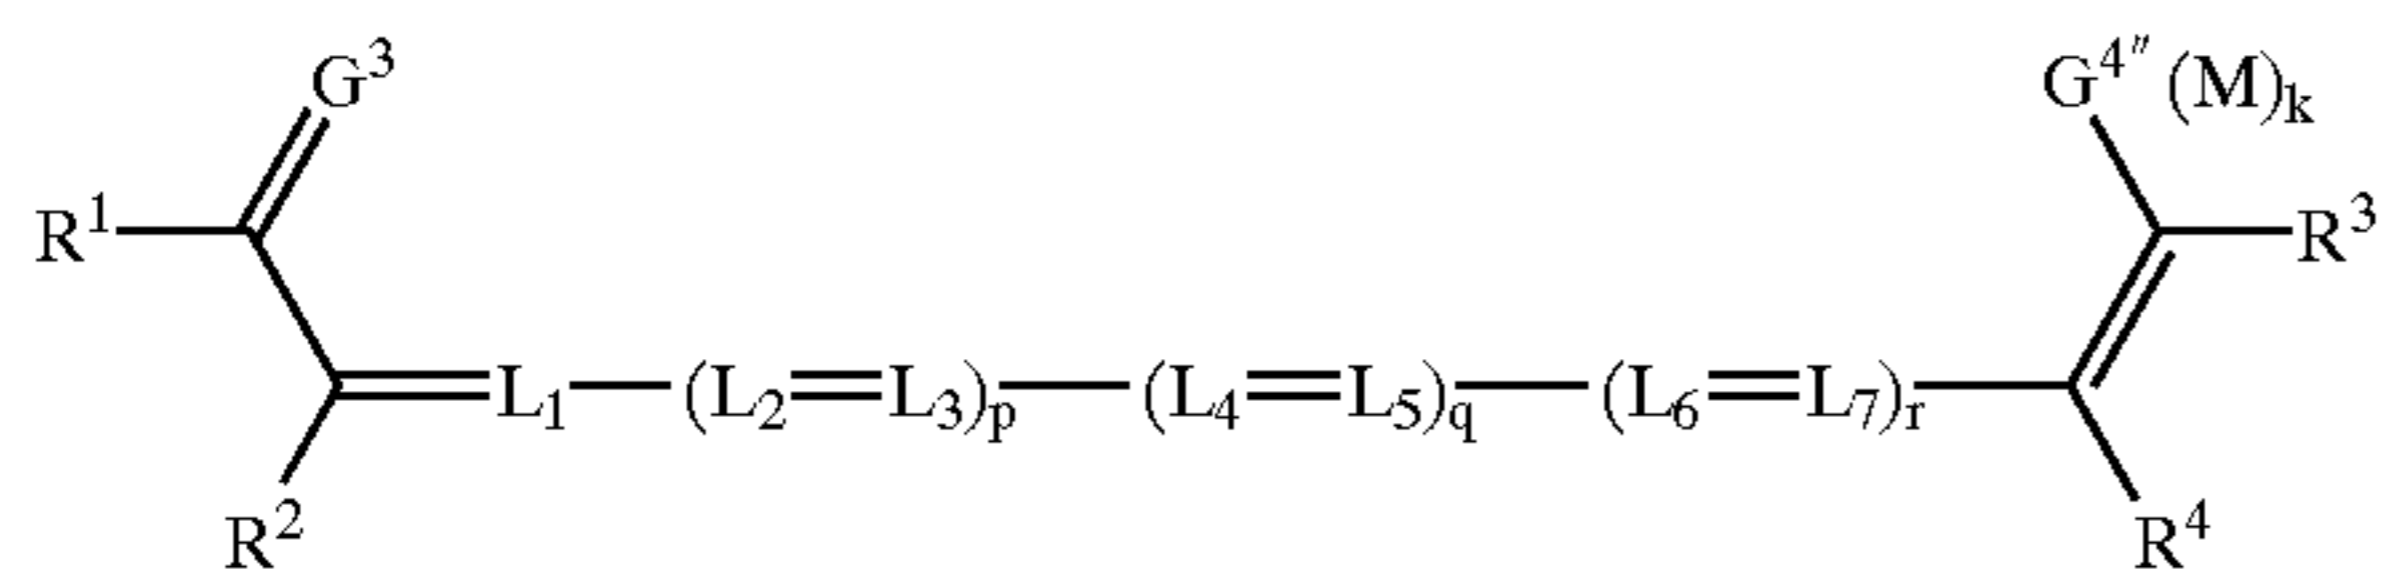 G³ G⁴″ (M)ₖ
R¹ R³
L₁ (L₂ L₃)ₚ (L₄ L₅)q (L₆ L₇)ᵣ
R² R⁴